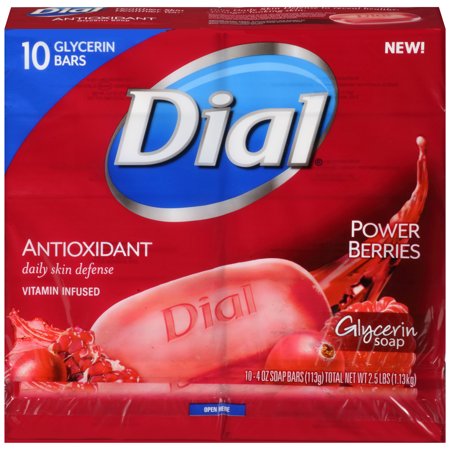 ANTIOXIDANT
10 GLYCERIN
BARS
NEW!
Dial®
ANTIOXIDANT
daily skin defense
VITAMIN INFUSED
POWER
BERRIES
Dial
Glycerin
soap
10 - 4 OZ SOAP BARS (113g) TOTAL NET WT 2.5 LBS (1.13kg)
OPEN HERE